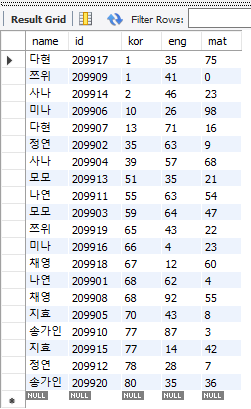 Result Grid Filter Rows:
name id kor eng mat
다현 209917 1 35 75
쯔위 209909 1 41 0
사나 209914 2 46 23
미나 209906 10 26 98
다현 209907 13 71 16
정연 209902 35 63 9
사나 209904 39 57 68
모모 209913 51 35 21
나연 209911 55 63 54
모모 209903 59 64 47
쯔위 209919 65 43 22
미나 209916 66 4 23
채영 209918 67 12 60
나연 209901 68 62 4
채영 209908 68 92 55
지효 209905 70 43 8
송가인 209910 77 87 3
지효 209915 77 14 42
정연 209912 78 28 7
송가인 209920 80 35 36
NULL NULL NULL NULL NULL